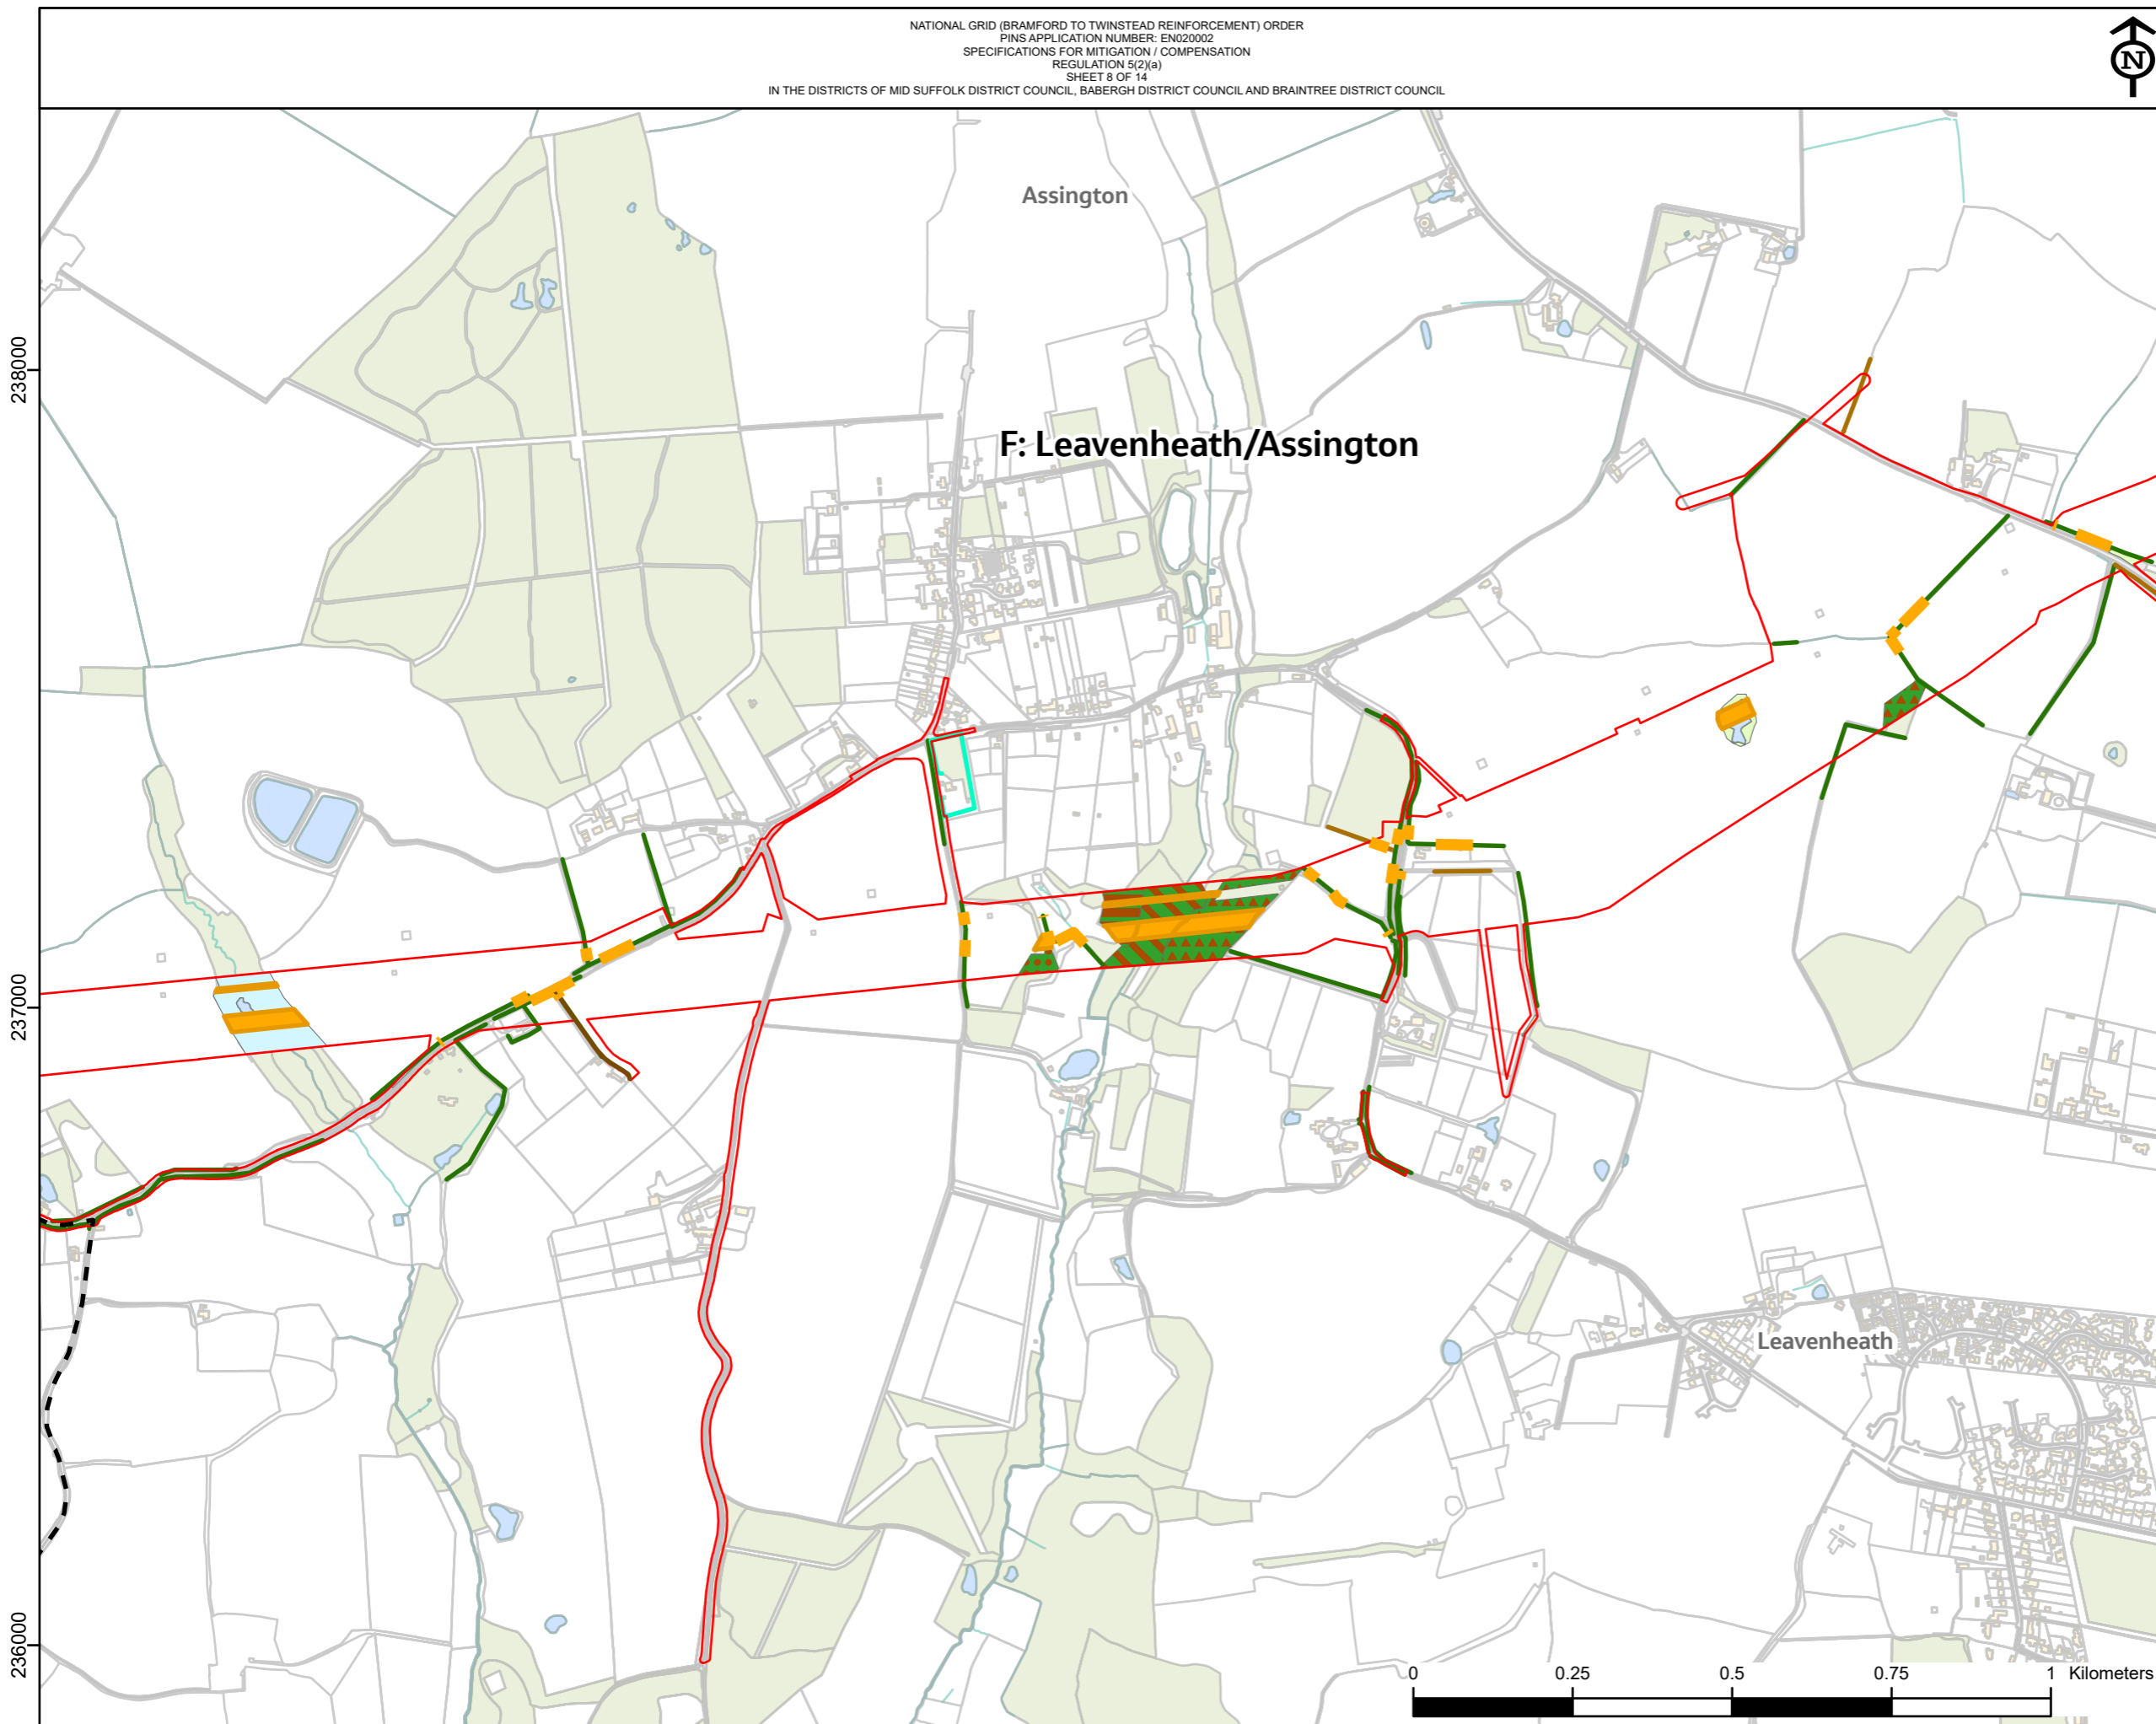 NATIONAL GRID (BRAMFORD TO TWINSTEAD REINFORCEMENT) ORDER
PINS APPLICATION NUMBER: EN020002
SPECIFICATIONS FOR MITIGATION / COMPENSATION
REGULATION 5(2)(a)
SHEET 8 OF 14
IN THE DISTRICTS OF MID SUFFOLK DISTRICT COUNCIL, BABERGH DISTRICT COUNCIL AND BRAINTREE DISTRICT COUNCIL
N
Assington
238000
F: Leavenheath/Assington
237000
Leavenheath
236000
0 0.25 0.5 0.75 1 Kilometers